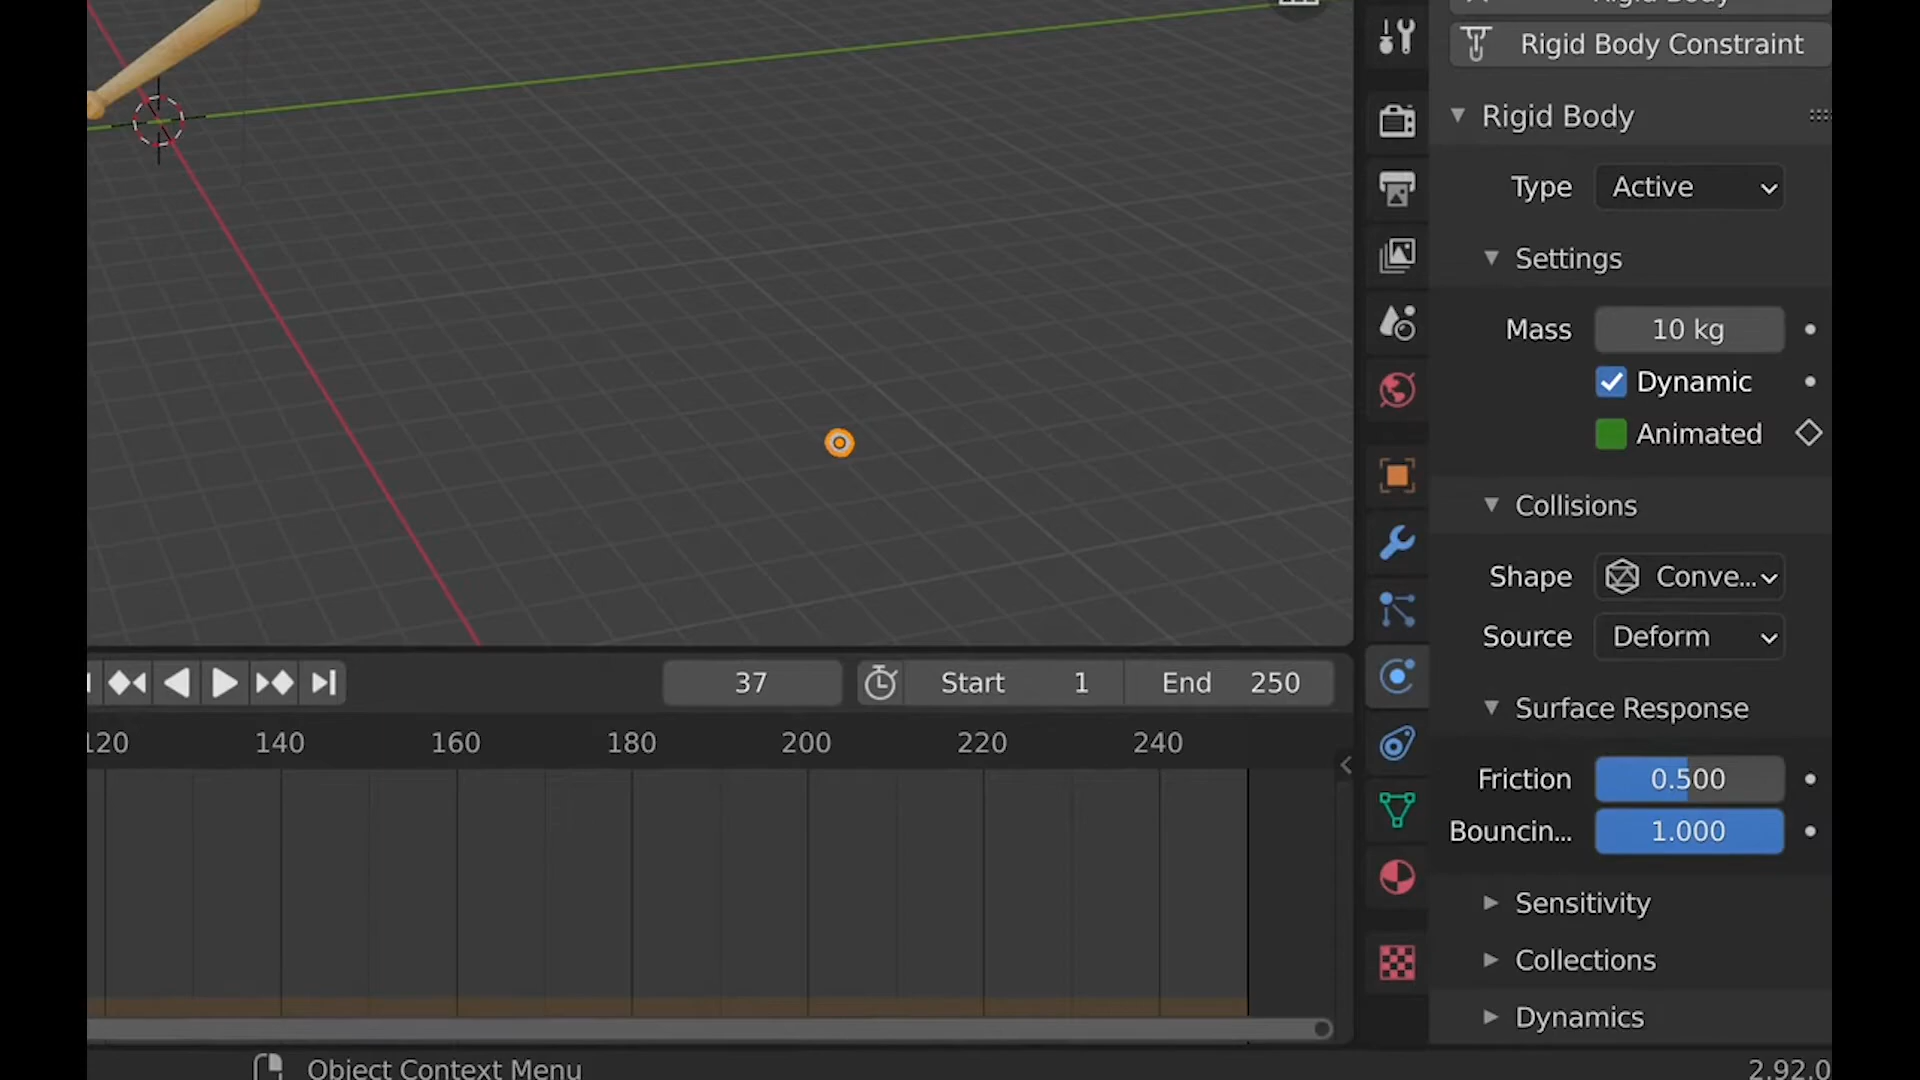 Rigid Body
Rigid Body Constraint
Rigid Body
Type Active
Settings
Mass 10 kg
Dynamic
Animated
Collisions
Shape Conve...
Source Deform
Surface Response
Friction 0.500
Bouncin... 1.000
Sensitivity
Collections
Dynamics
37 Start 1 End 250
120 140 160 180 200 220 240
Object Context Menu
2.92.0